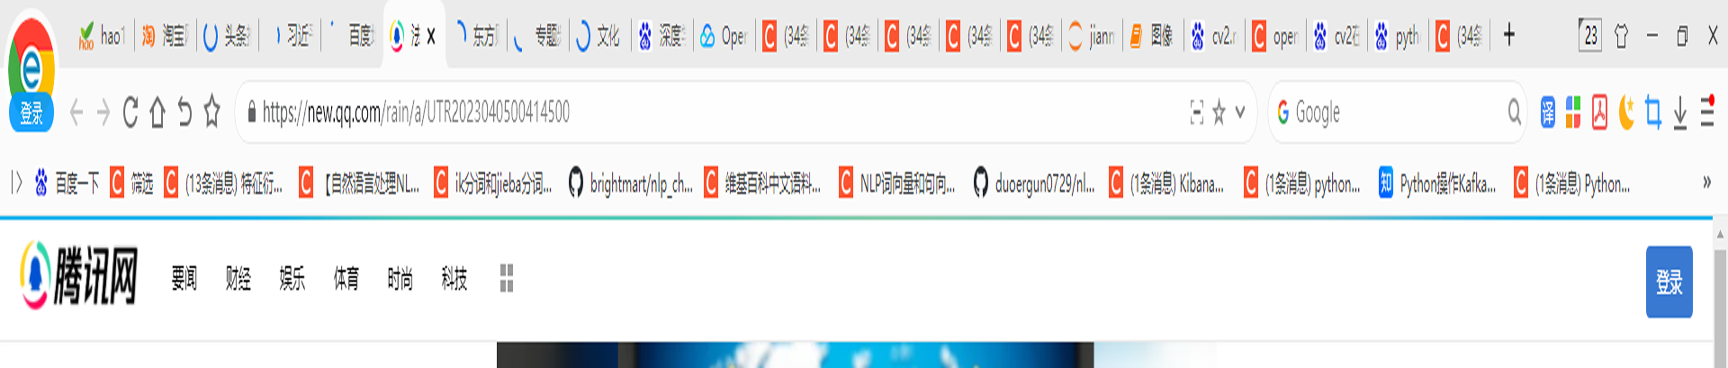 hao1 淘宝 头条 习近平 百度 法 东方 专题 文化 深度 Oper (34条 (34条 (34条 (34条 (34条 jiann 图像 cv2.r open cv2在 pyth (34条 23
登录 https://new.qq.com/rain/a/UTR2023040500414500 Google 译
百度一下 筛选 (13条消息) 特征衍... 【自然语言处理NL... ik分词和jieba分词... brightmart/nlp_ch... 维基百科中文语料... NLP词向量和句向... duoergun0729/nl... (1条消息) Kibana... (1条消息) python... 知 Python操作Kafka... (1条消息) Python...
腾讯网 要闻 财经 娱乐 体育 时尚 科技 登录